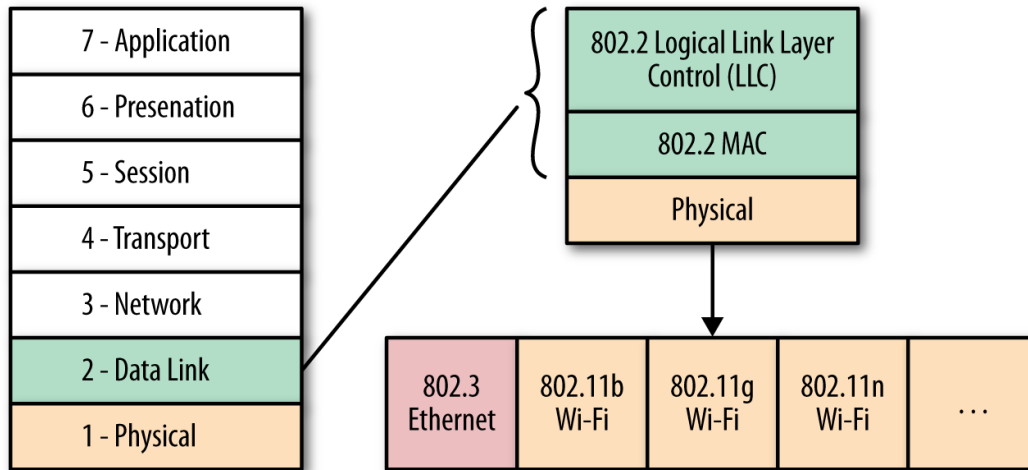 7 - Application
6 - Presenation
5 - Session
4 - Transport
3 - Network
2 - Data Link
1 - Physical
802.2 Logical Link Layer
Control (LLC)
802.2 MAC
Physical
802.3
Ethernet
802.11b
Wi-Fi
802.11g
Wi-Fi
802.11n
Wi-Fi
...